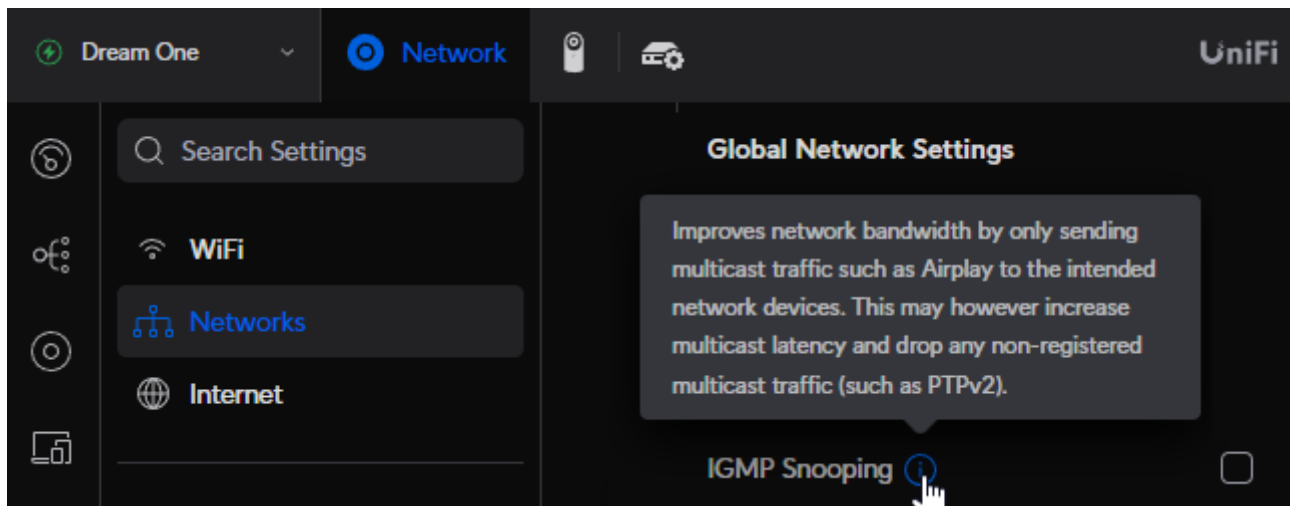 Dream One
Network
UniFi
Search Settings
WiFi
Networks
Internet
Global Network Settings
Improves network bandwidth by only sending
multicast traffic such as Airplay to the intended
network devices. This may however increase
multicast latency and drop any non-registered
multicast traffic (such as PTPv2).
IGMP Snooping